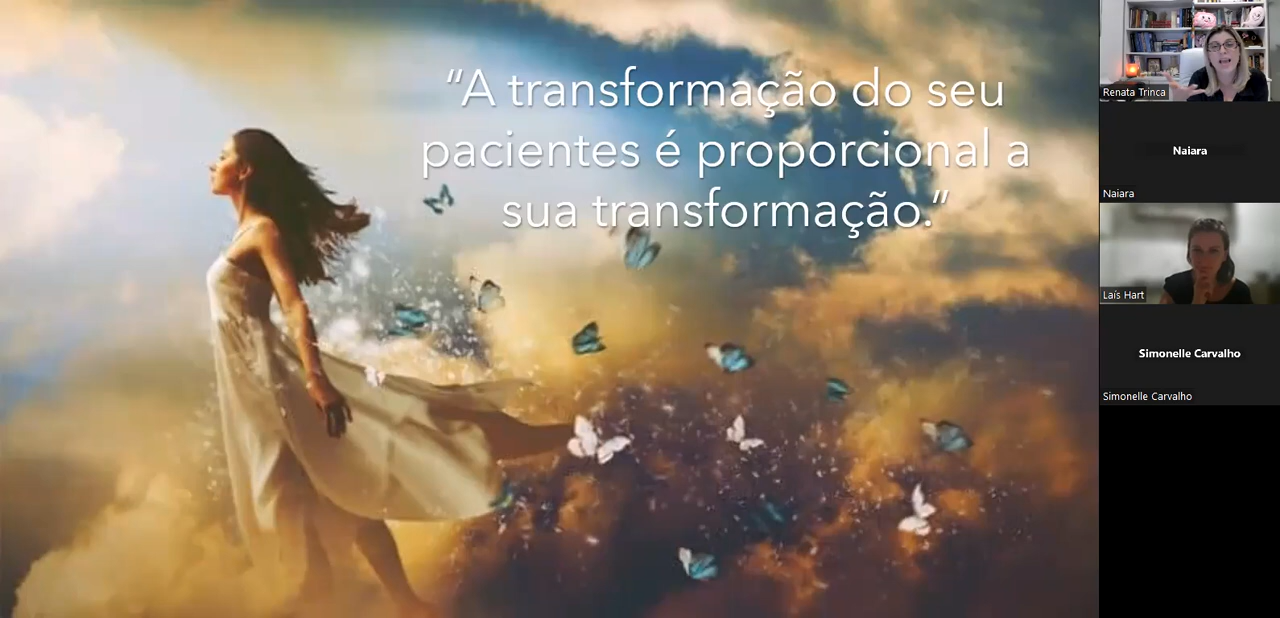 “A transformação do seu
pacientes é proporcional a
sua transformação.”
Renata Trinca
Naiara
Naiara
Laís Hart
Simonelle Carvalho
Simonelle Carvalho